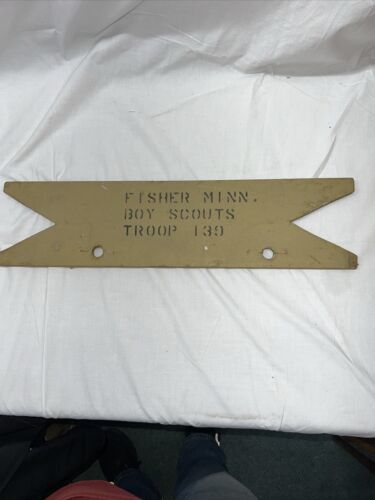 FISHER MINN.
BOY SCOUTS
TROOP 139